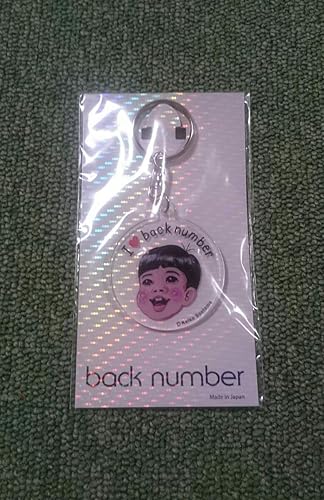 I ❤ back number
back number
Made in Japan